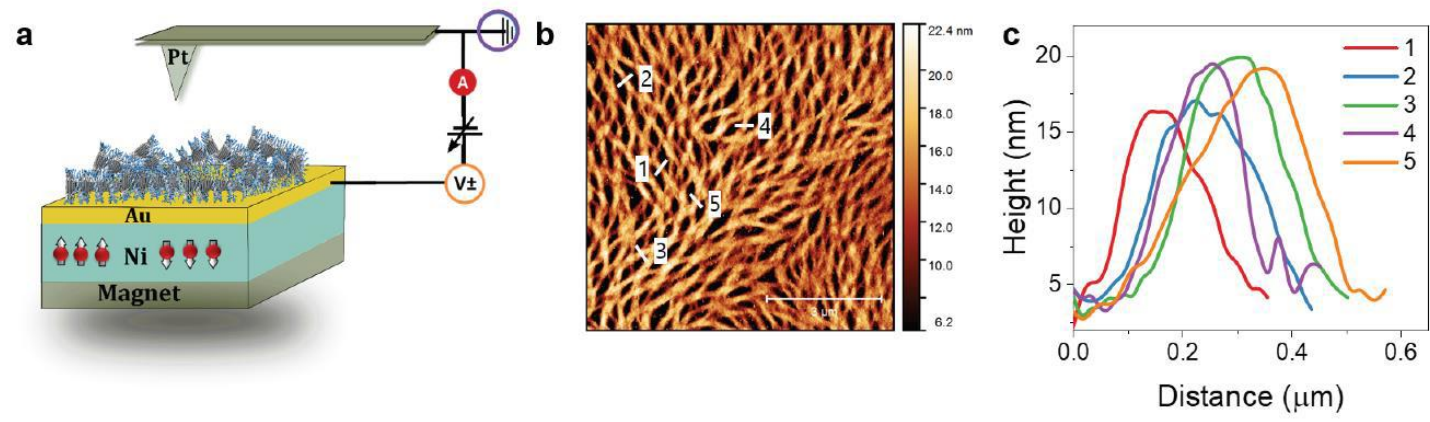 a
Pt
A
V±
Au
Ni
Magnet
b
2
4
1
5
3
3 μm
22.4 nm
20.0
18.0
16.0
14.0
12.0
10.0
6.2
c
Height (nm)
20
15
10
5
0.0 0.2 0.4 0.6
Distance (μm)
1
2
3
4
5